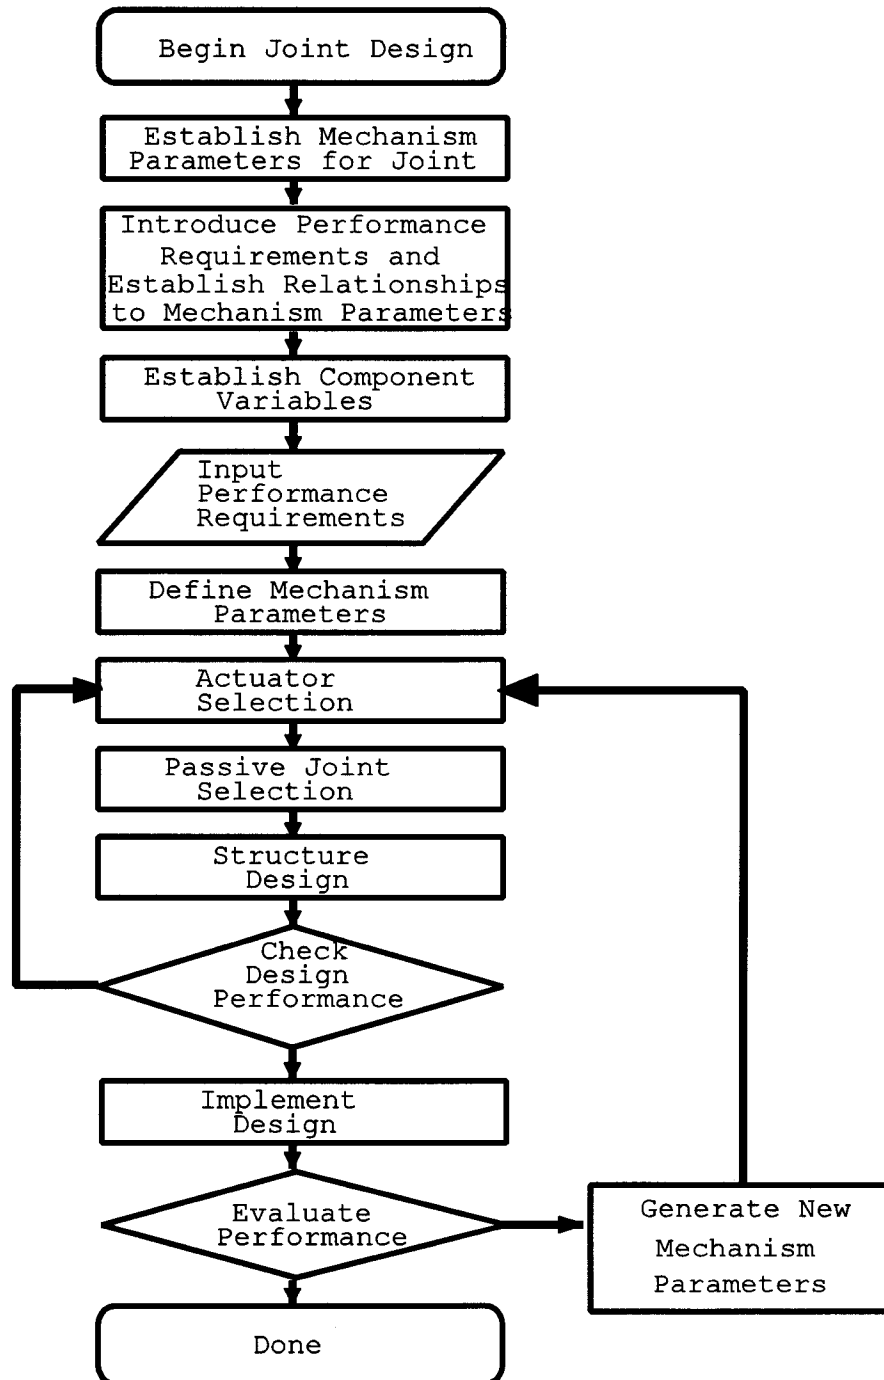 Begin Joint Design
Establish Mechanism
Parameters for Joint
Introduce Performance
Requirements and
Establish Relationships
to Mechanism Parameters
Establish Component
Variables
Input
Performance
Requirements
Define Mechanism
Parameters
Actuator
Selection
Passive Joint
Selection
Structure
Design
Check
Design
Performance
Implement
Design
Evaluate
Performance
Generate New
Mechanism
Parameters
Done